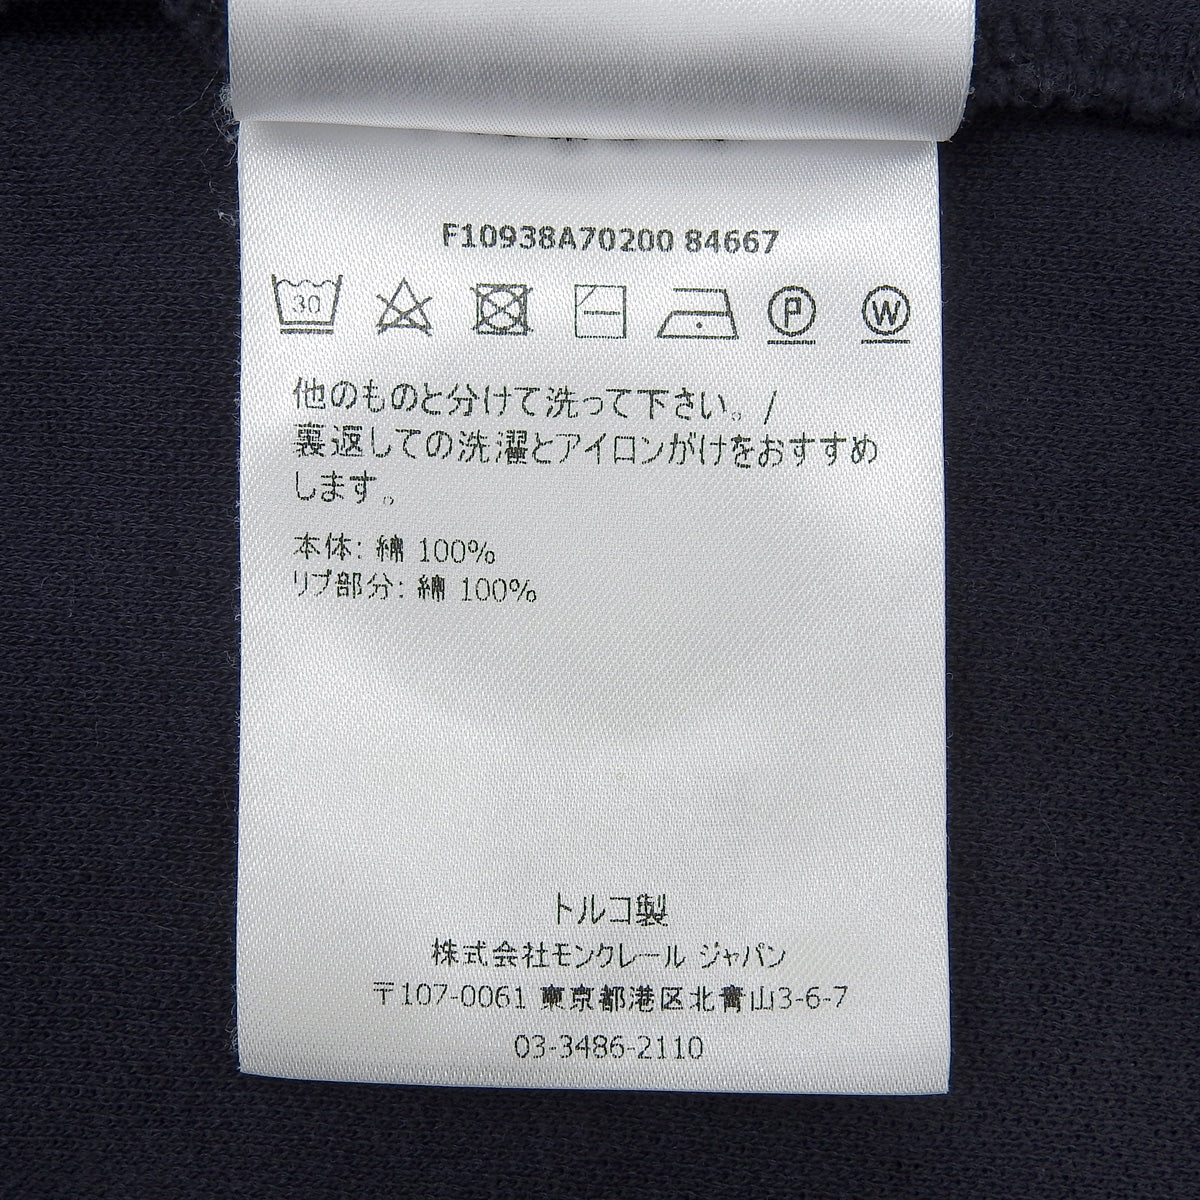 F10938A70200 84667
30 P W
他のものと分けて洗って下さい。/
裏返しての洗濯とアイロンがけをおすすめ
します。
本体: 綿 100%
リブ部分: 綿 100%
トルコ製
株式会社モンクレール ジャパン
〒107-0061 東京都港区北青山3-6-7
03-3486-2110